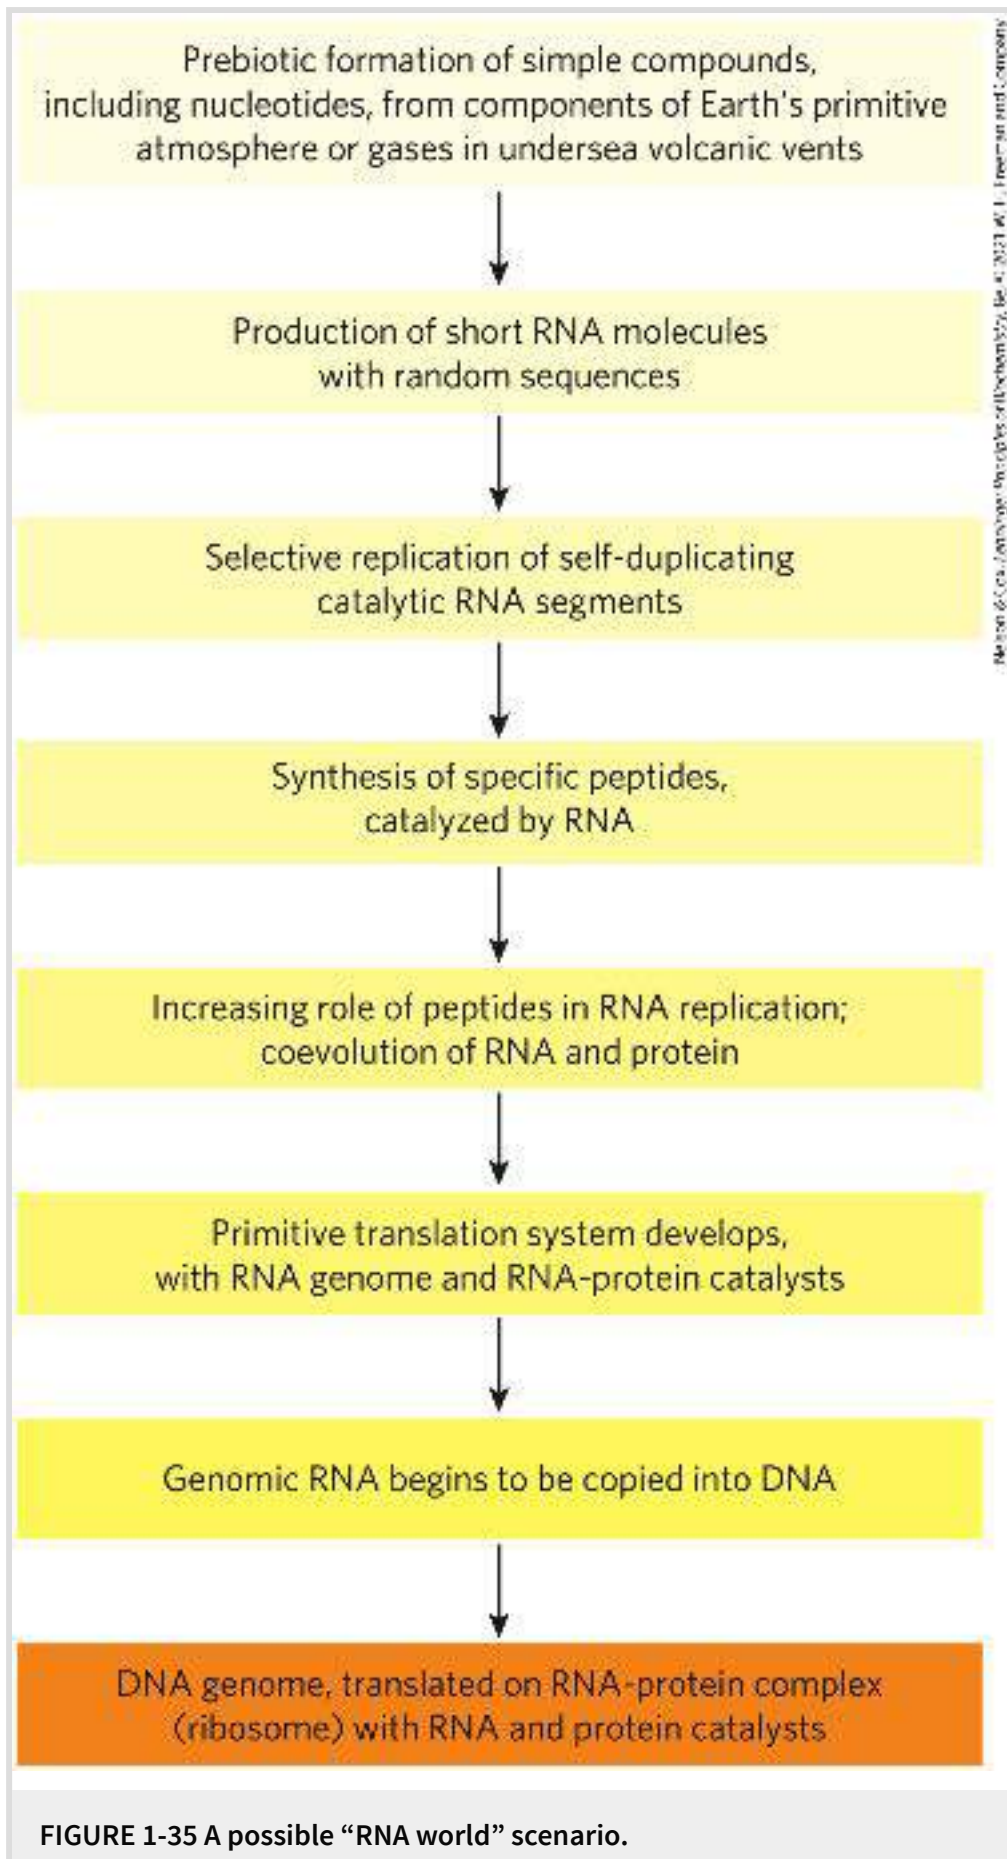 Prebiotic formation of simple compounds,
including nucleotides, from components of Earth's primitive
atmosphere or gases in undersea volcanic vents
Production of short RNA molecules
with random sequences
Selective replication of self-duplicating
catalytic RNA segments
Synthesis of specific peptides,
catalyzed by RNA
Increasing role of peptides in RNA replication;
coevolution of RNA and protein
Primitive translation system develops,
with RNA genome and RNA-protein catalysts
Genomic RNA begins to be copied into DNA
DNA genome, translated on RNA-protein complex
(ribosome) with RNA and protein catalysts
FIGURE 1-35 A possible “RNA world” scenario.